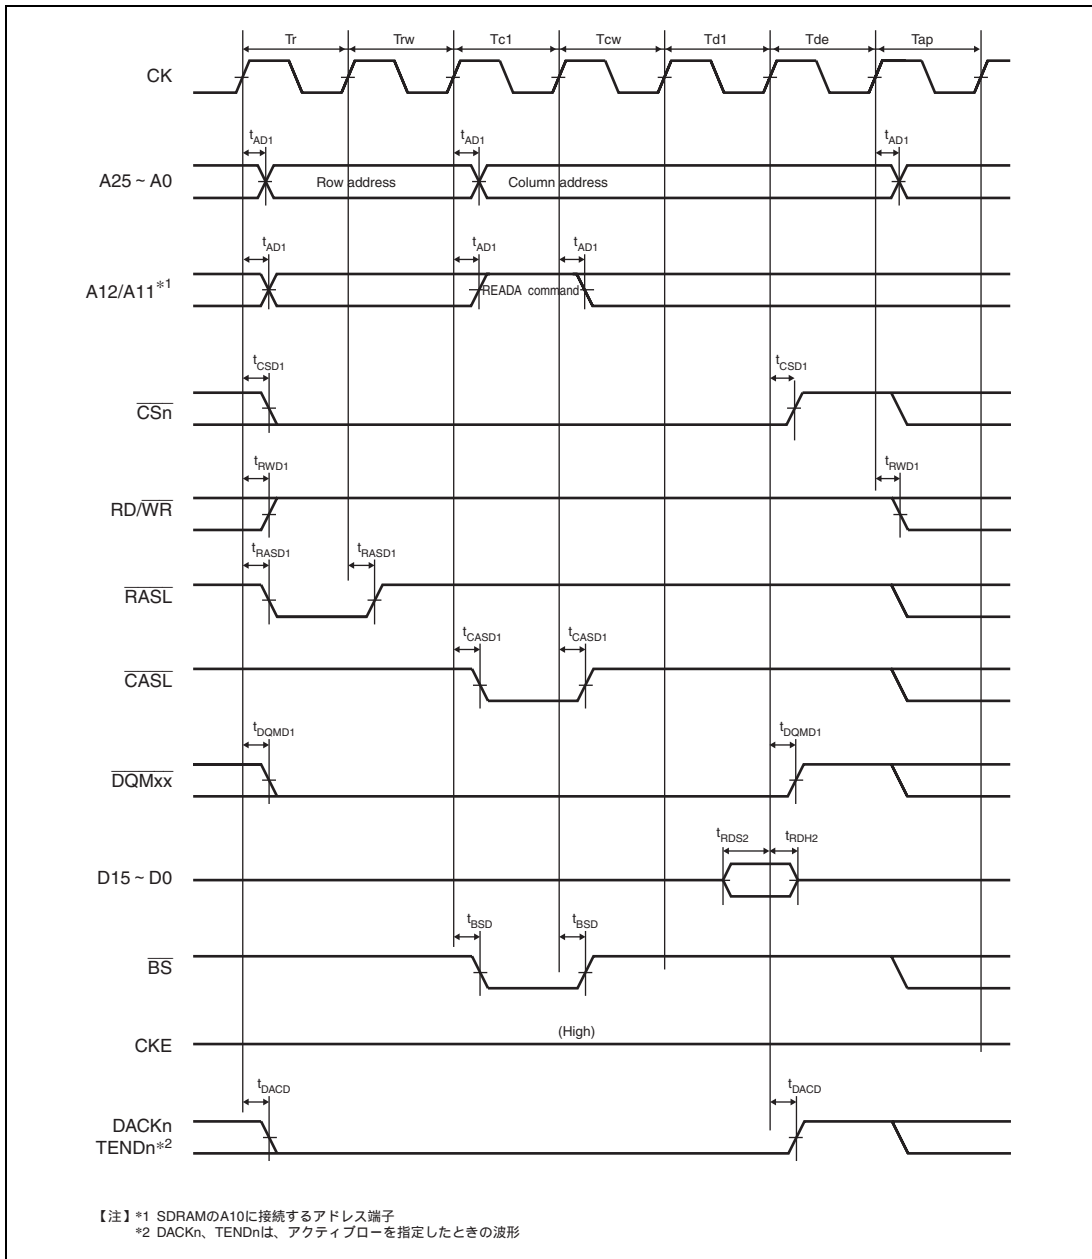 Tr Trw Tc1 Tcw Td1 Tde Tap
CK
tAD1 tAD1 tAD1
A25 ~ A0 Row address Column address
tAD1 tAD1 tAD1
A12/A11*1 READA command
tCSD1 tCSD1
CSn
tRWD1 tRWD1
RD/WR
tRASD1 tRASD1
RASL
tCASD1 tCASD1
CASL
tDQMD1 tDQMD1
DQMxx
tRDS2 tRDH2
D15 ~ D0
tBSD tBSD
BS
(High)
CKE
tDACD tDACD
DACKn
TENDn*2
【注】*1 SDRAMのA10に接続するアドレス端子
*2 DACKn、TENDnは、アクティブローを指定したときの波形